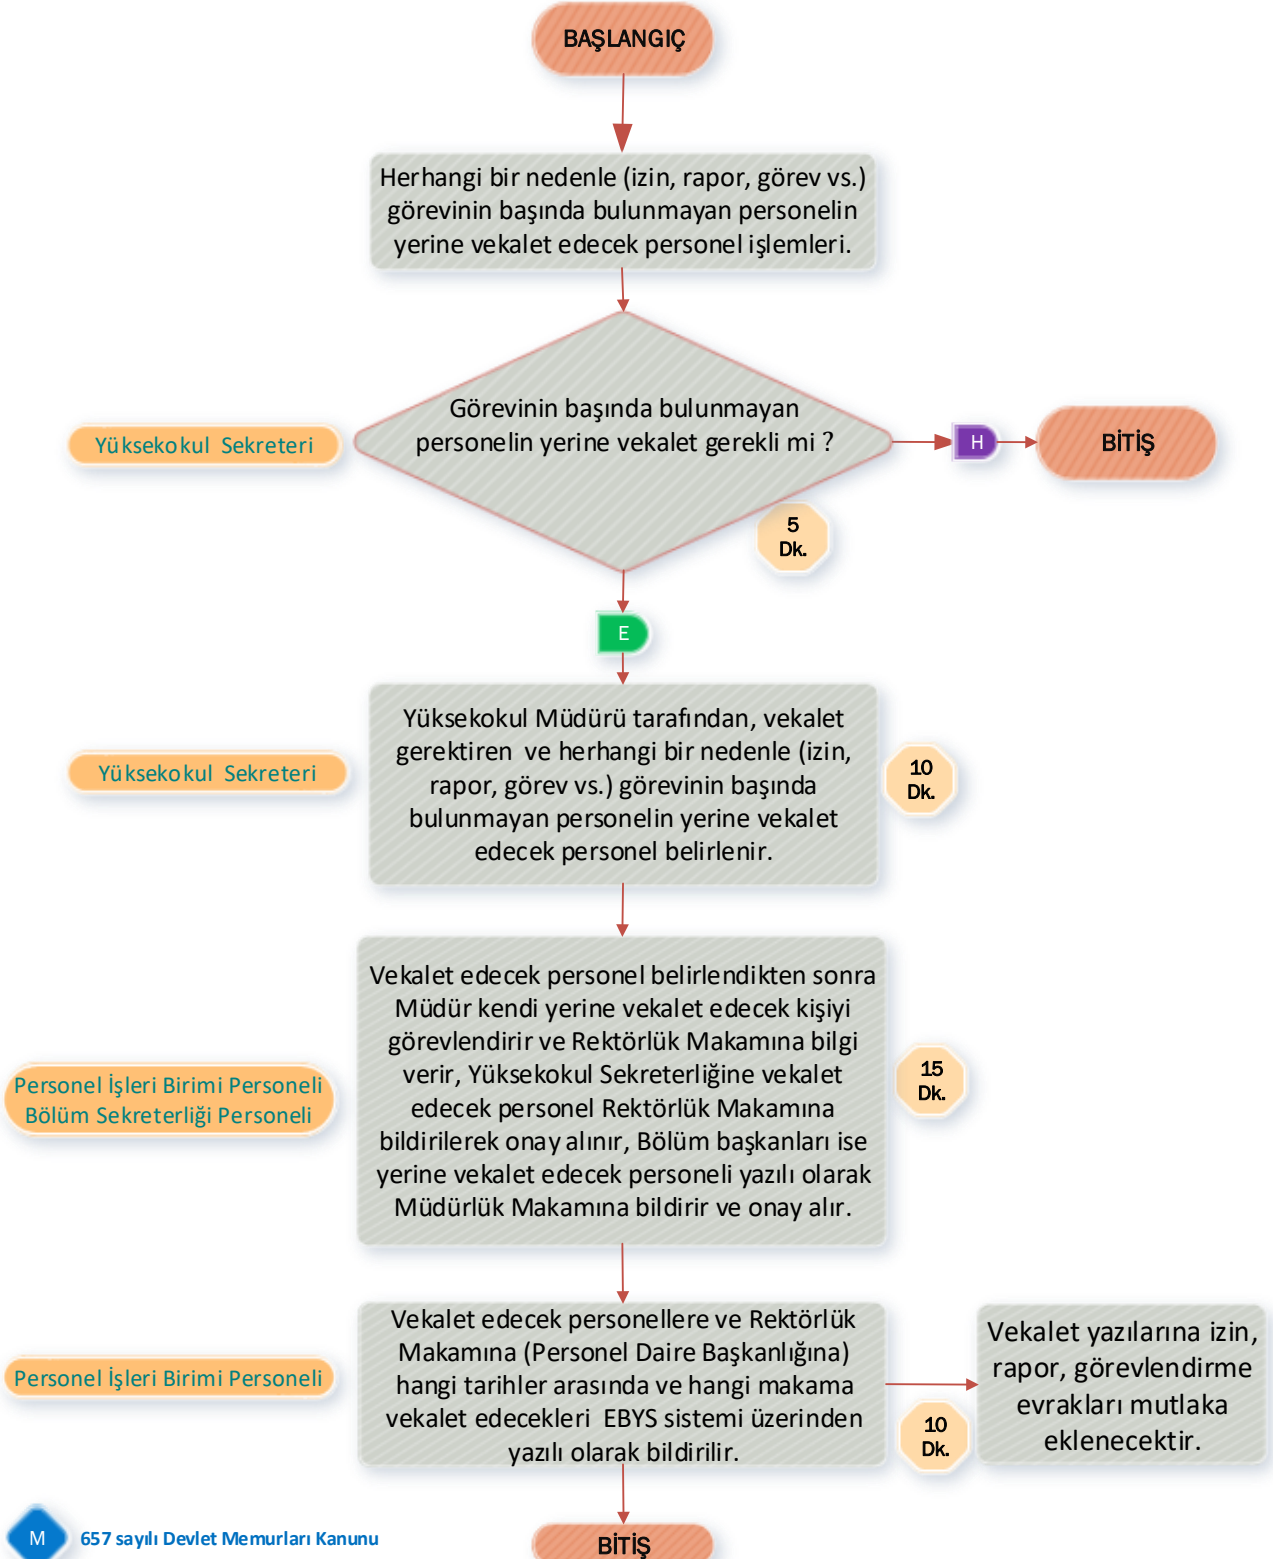 BAŞLANGIÇ
Herhangi bir nedenle (izin, rapor, görev vs.)
görevinin başında bulunmayan personelin
yerine vekalet edecek personel işlemleri.
Görevinin başında bulunmayan
personelin yerine vekalet gerekli mi ?
Yüksekokul Sekreteri
H
BİTİŞ
5
Dk.
E
Yüksekokul Müdürü tarafından, vekalet
gerektiren ve herhangi bir nedenle (izin,
rapor, görev vs.) görevinin başında
bulunmayan personelin yerine vekalet
edecek personel belirlenir.
Yüksekokul Sekreteri
10
Dk.
Vekalet edecek personel belirlendikten sonra
Müdür kendi yerine vekalet edecek kişiyi
görevlendirir ve Rektörlük Makamına bilgi
verir, Yüksekokul Sekreterliğine vekalet
edecek personel Rektörlük Makamına
bildirilerek onay alınır, Bölüm başkanları ise
yerine vekalet edecek personeli yazılı olarak
Müdürlük Makamına bildirir ve onay alır.
Personel İşleri Birimi Personeli
Bölüm Sekreterliği Personeli
15
Dk.
Vekalet edecek personellere ve Rektörlük
Makamına (Personel Daire Başkanlığına)
hangi tarihler arasında ve hangi makama
vekalet edecekleri EBYS sistemi üzerinden
yazılı olarak bildirilir.
Personel İşleri Birimi Personeli
10
Dk.
Vekalet yazılarına izin,
rapor, görevlendirme
evrakları mutlaka
eklenecektir.
M
657 sayılı Devlet Memurları Kanunu
BİTİŞ